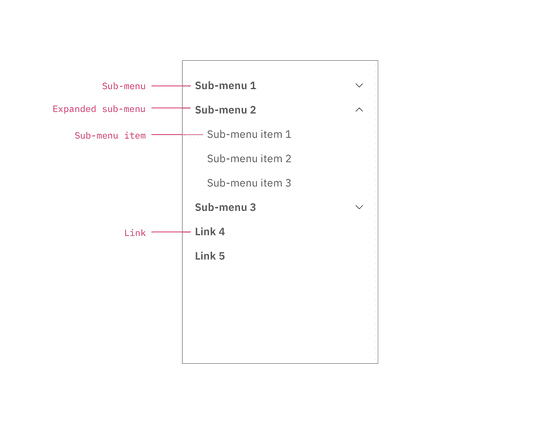 Sub-menu
Sub-menu 1
Expanded sub-menu
Sub-menu 2
Sub-menu item
Sub-menu item 1
Sub-menu item 2
Sub-menu item 3
Sub-menu 3
Link
Link 4
Link 5